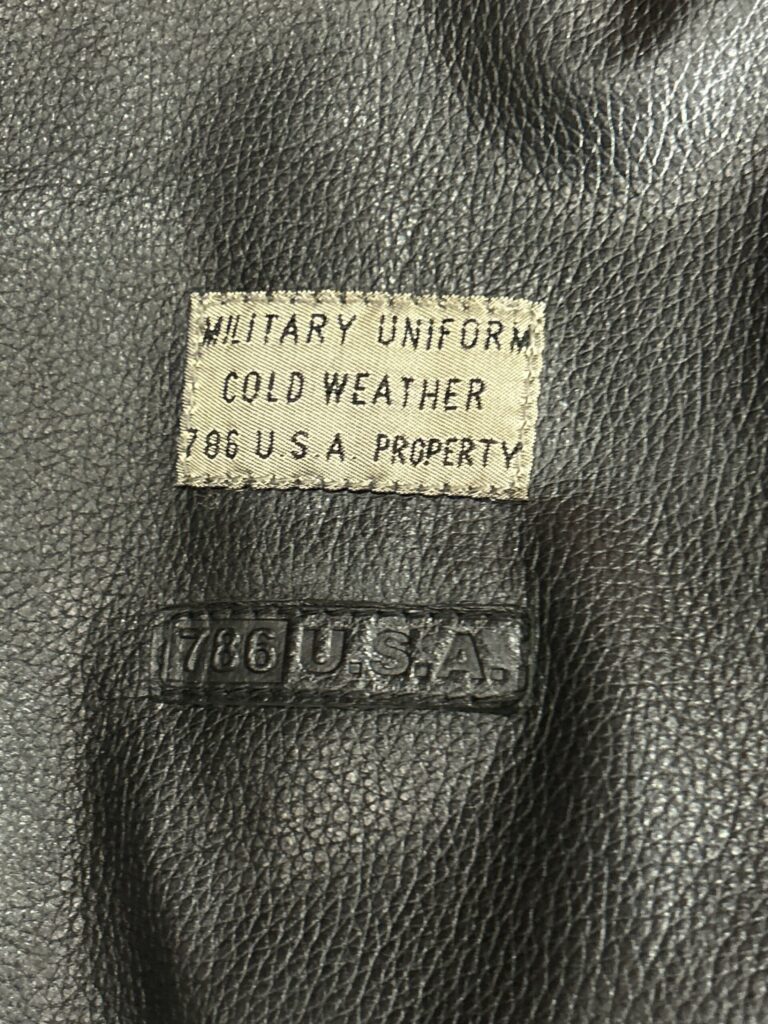 MILITARY UNIFORM
COLD WEATHER
786 U.S.A. PROPERTY
786 U.S.A.